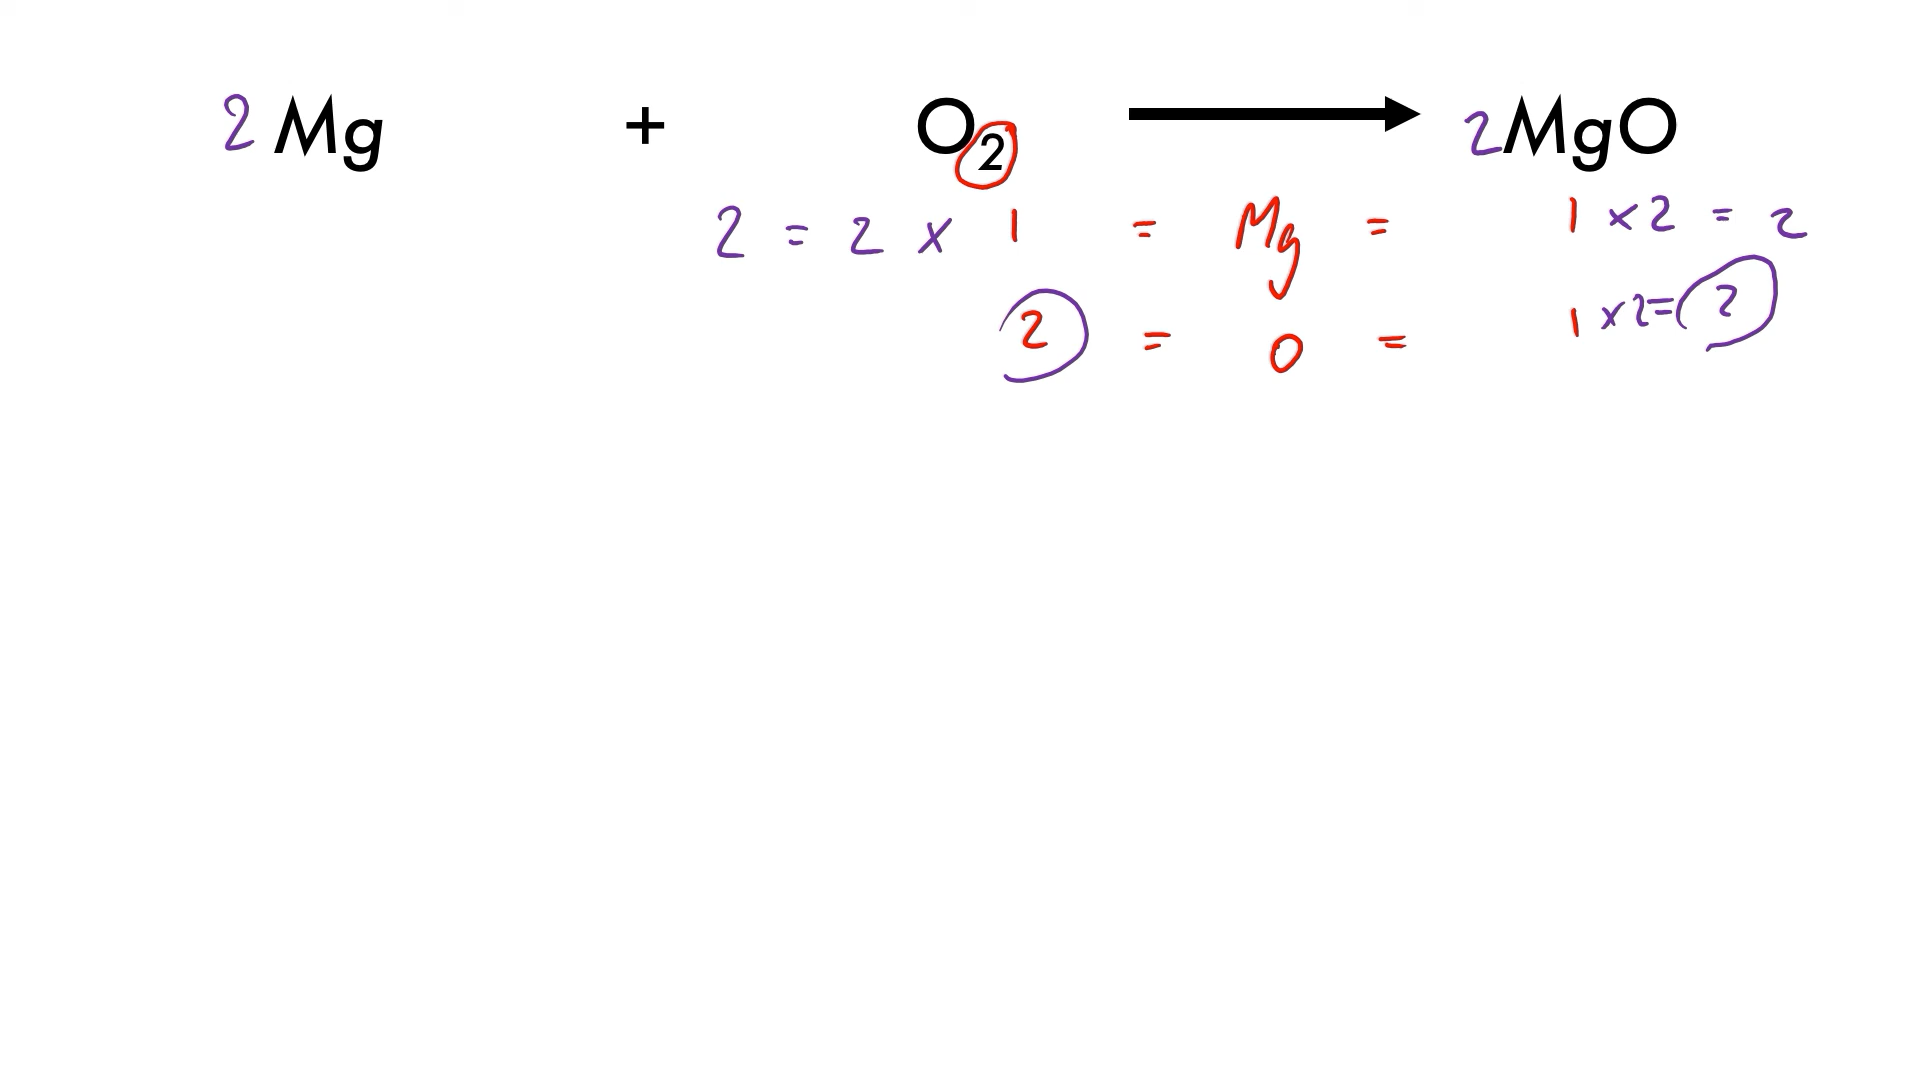 2 Mg + O₂ → 2MgO
2 = 2 x 1 = Mg = 1 x 2 = 2
2 = O = 1 x 2 = 2